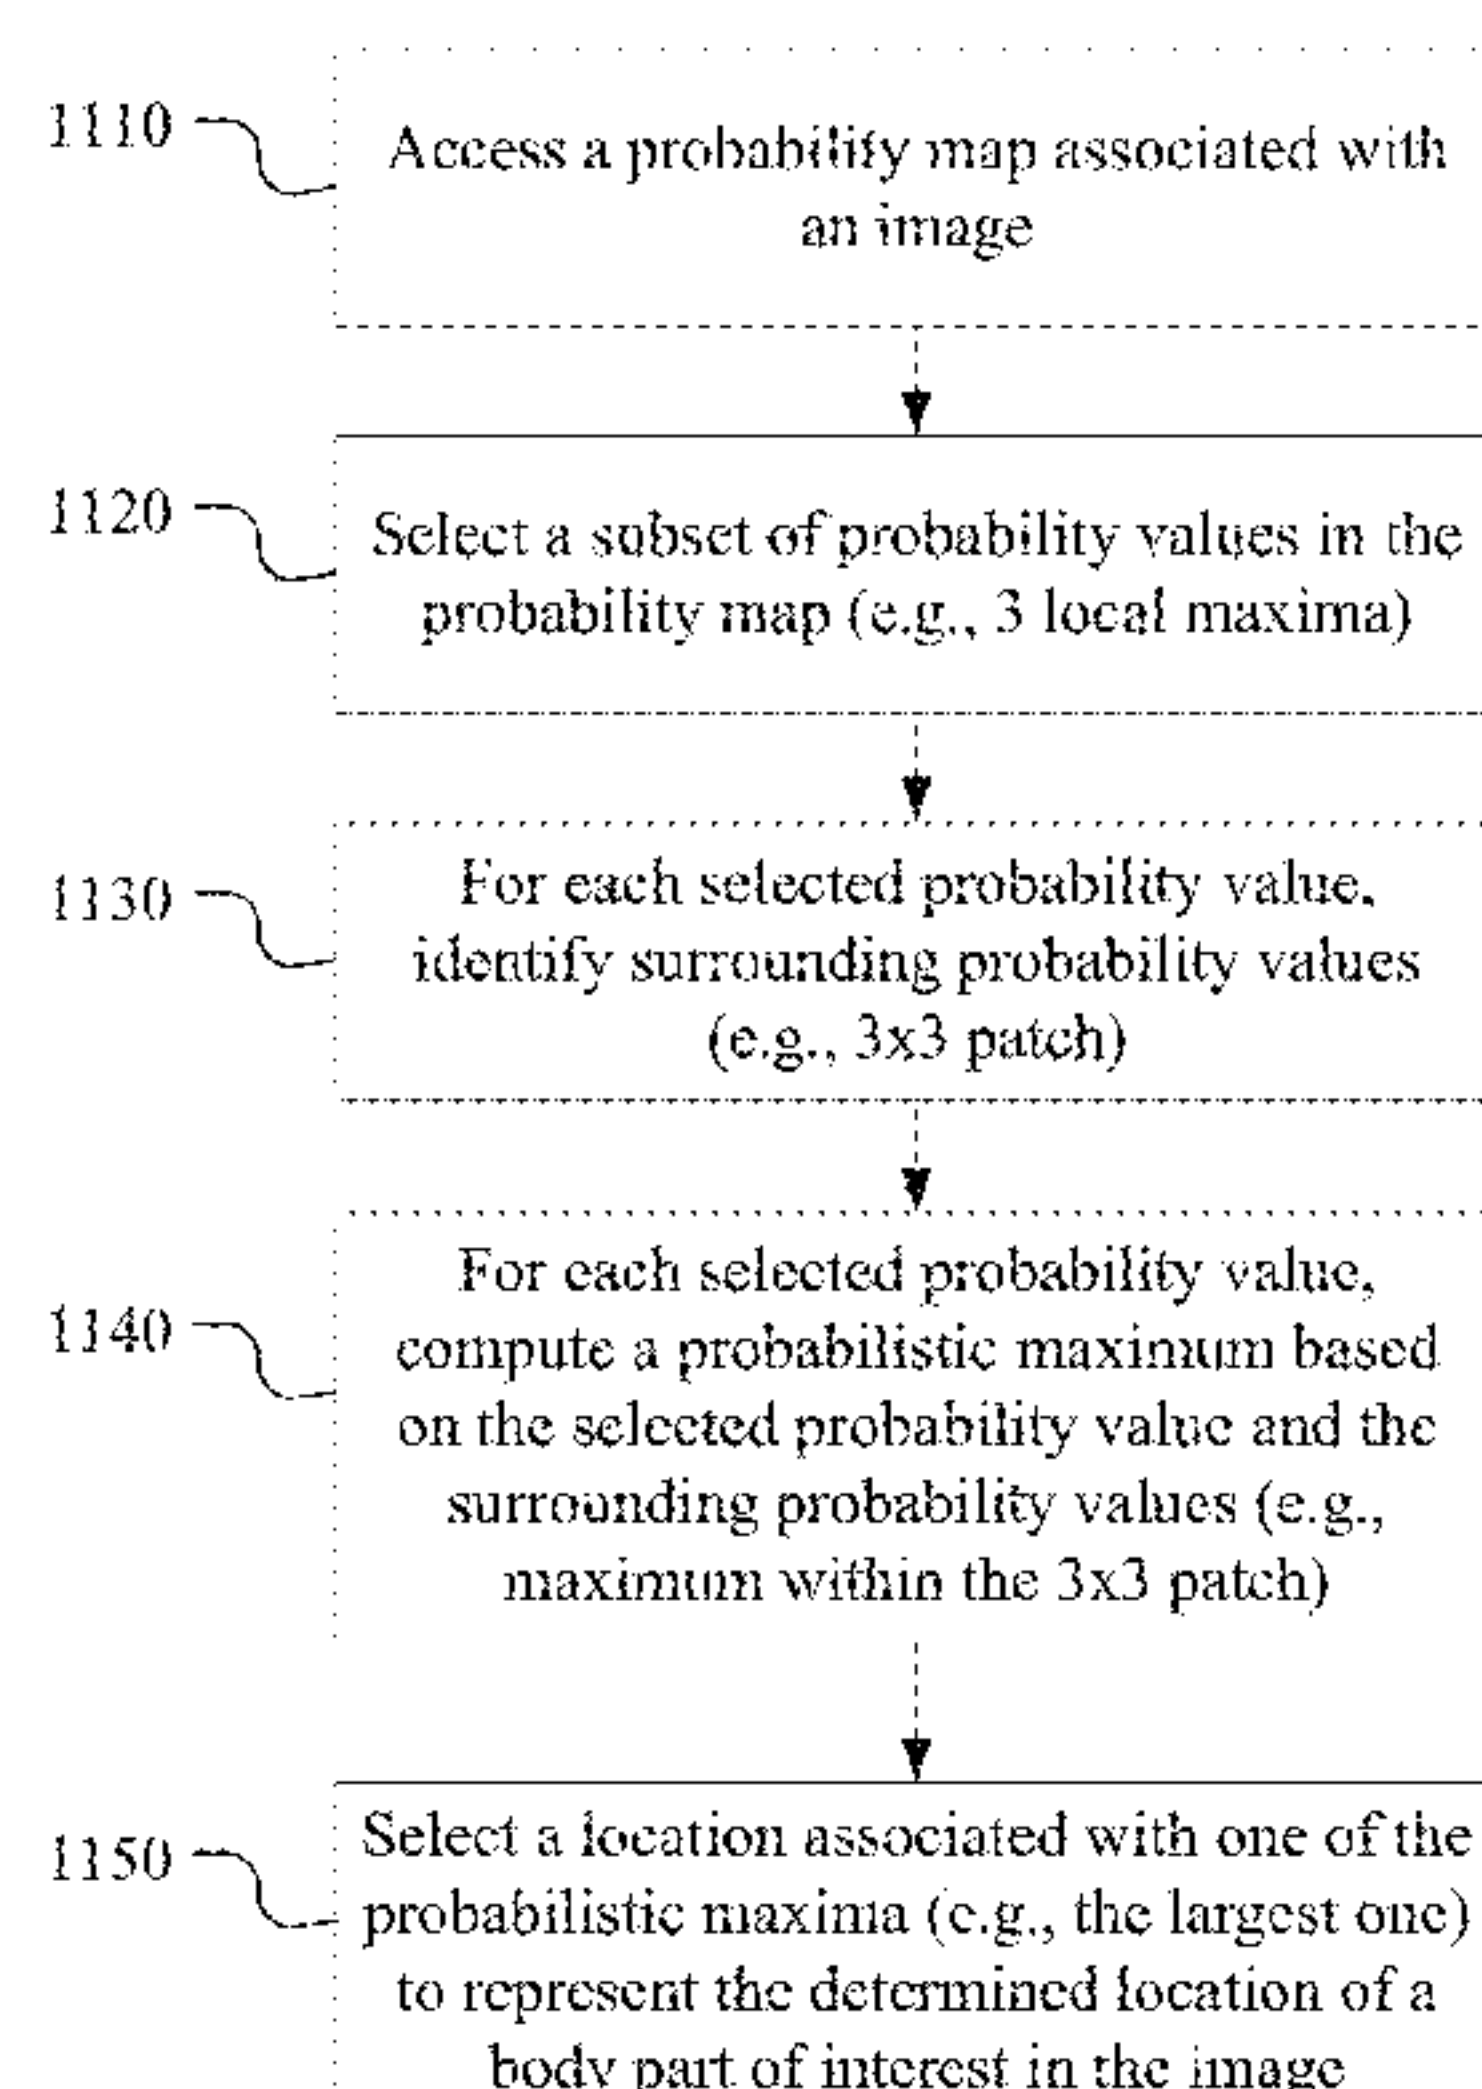 1110
Access a probability map associated with
an image
1120
Select a subset of probability values in the
probability map (e.g., 3 local maxima)
1130
For each selected probability value,
identify surrounding probability values
(e.g., 3x3 patch)
1140
For each selected probability value,
compute a probabilistic maximum based
on the selected probability value and the
surrounding probability values (e.g.,
maximum within the 3x3 patch)
1150
Select a location associated with one of the
probabilistic maxima (e.g., the largest one)
to represent the determined location of a
body part of interest in the image